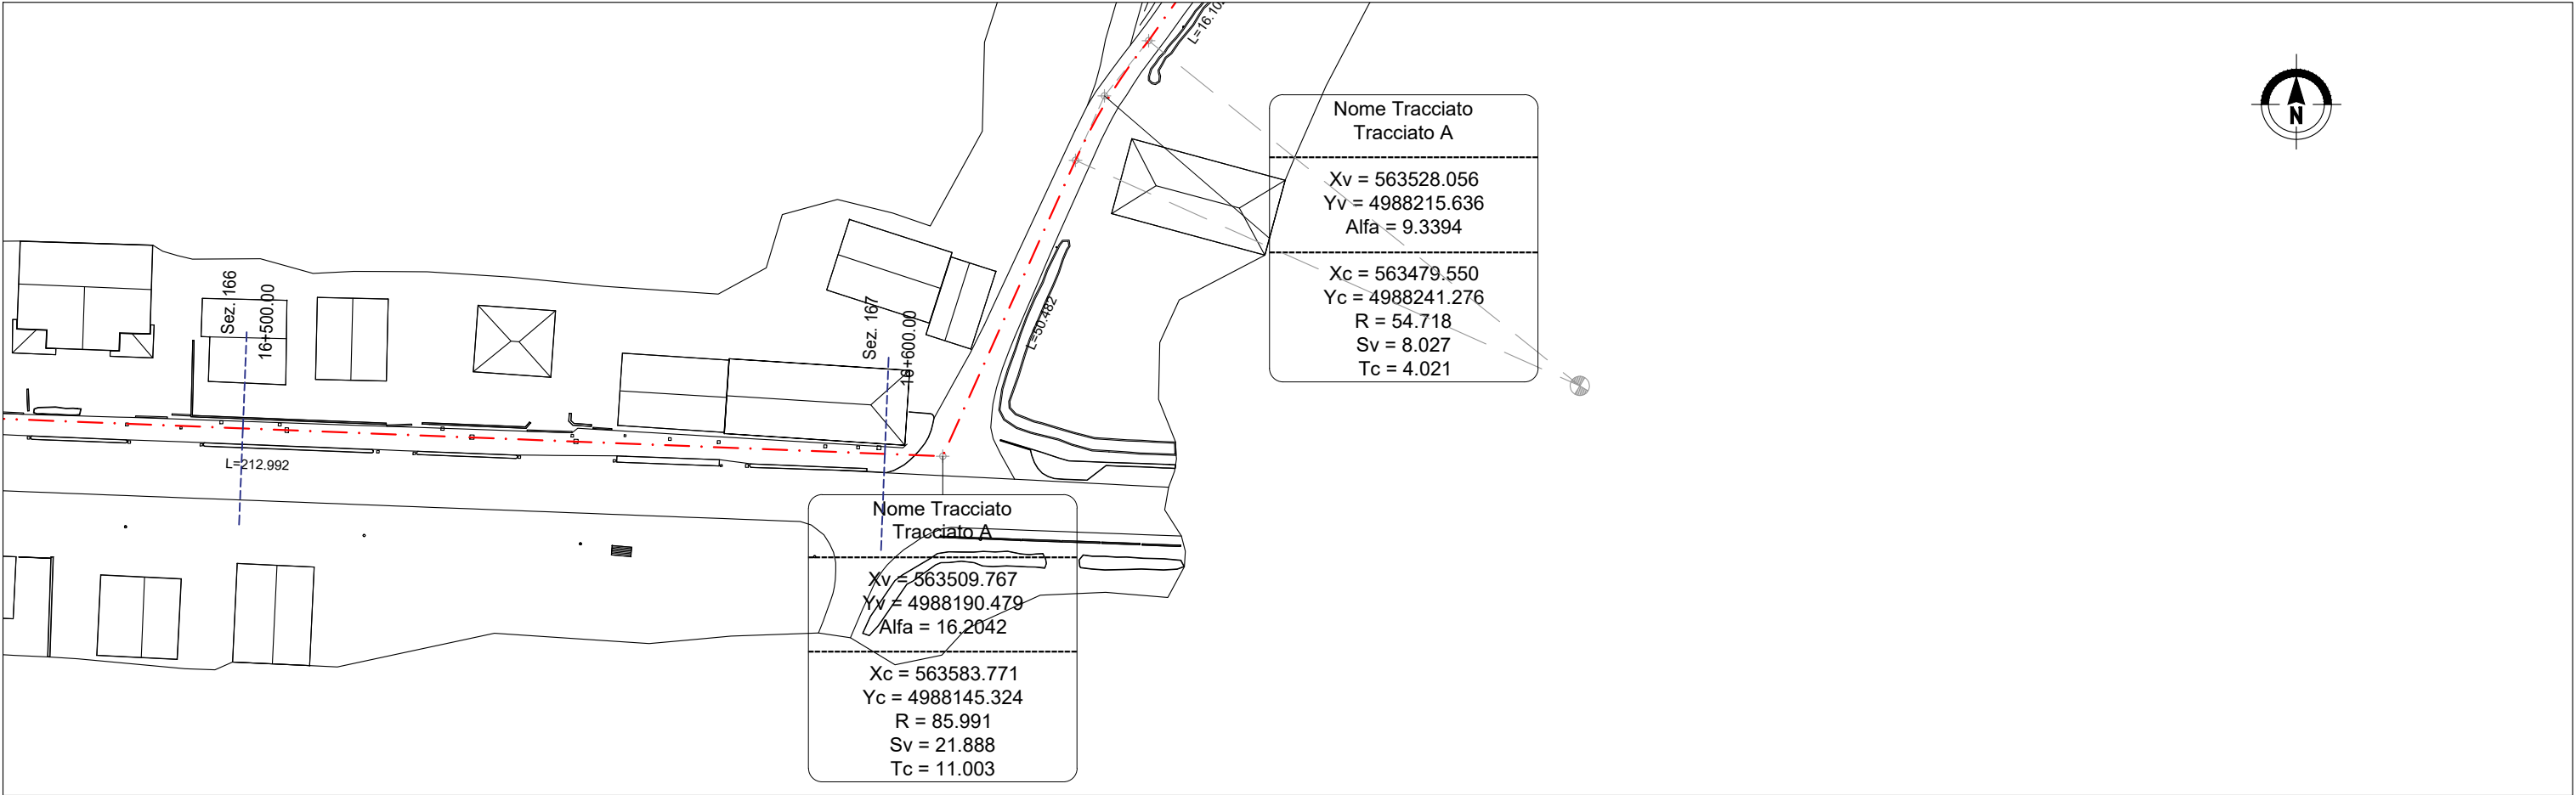 L=16.10
Nome Tracciato
Tracciato A
Xv = 563528.056
Yv = 4988215.636
Alfa = 9.3394
Xc = 563479.550
Yc = 4988241.276
R = 54.718
Sv = 8.027
Tc = 4.021
N
Sez. 166
16+500.00
Sez. 167
16+600.00
L=50.482
L=212.992
Nome Tracciato
Tracciato A
Xv = 563509.767
Yv = 4988190.479
Alfa = 16.2042
Xc = 563583.771
Yc = 4988145.324
R = 85.991
Sv = 21.888
Tc = 11.003